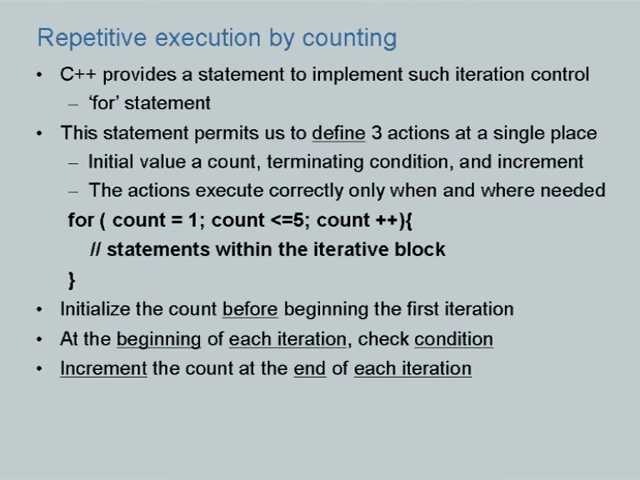 Repetitive execution by counting
• C++ provides a statement to implement such iteration control
– ‘for’ statement
• This statement permits us to define 3 actions at a single place
– Initial value a count, terminating condition, and increment
– The actions execute correctly only when and where needed
for ( count = 1; count <=5; count ++){
// statements within the iterative block
}
• Initialize the count before beginning the first iteration
• At the beginning of each iteration, check condition
• Increment the count at the end of each iteration